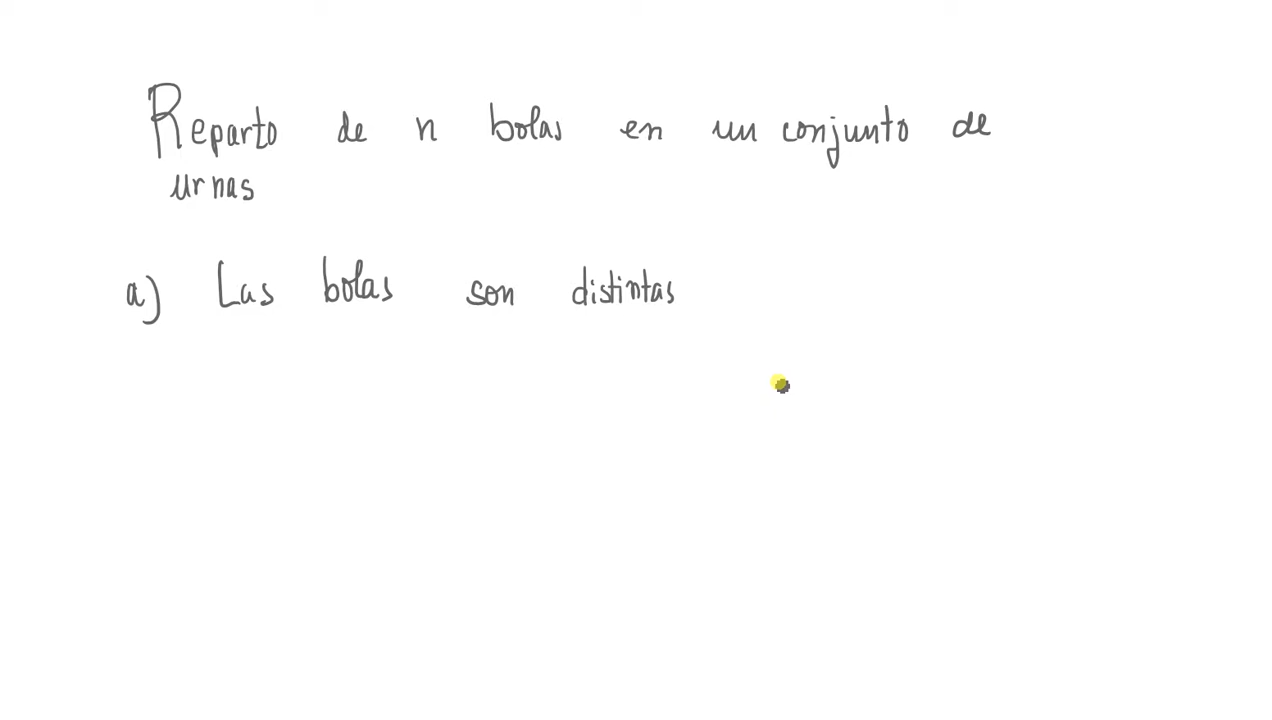 Reparto de n bolas en un conjunto de
urnas
a) Las bolas son distintas